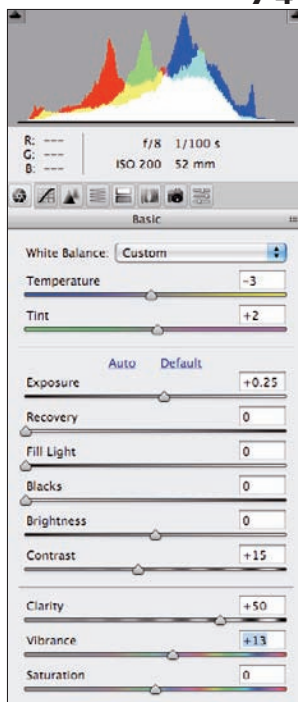 R: ---
G: ---
B: ---
f/8 1/100 s
ISO 200 52 mm
Basic
White Balance: Custom
Temperature -3
Tint +2
Auto Default
Exposure +0.25
Recovery 0
Fill Light 0
Blacks 0
Brightness 0
Contrast +15
Clarity +50
Vibrance +13
Saturation 0